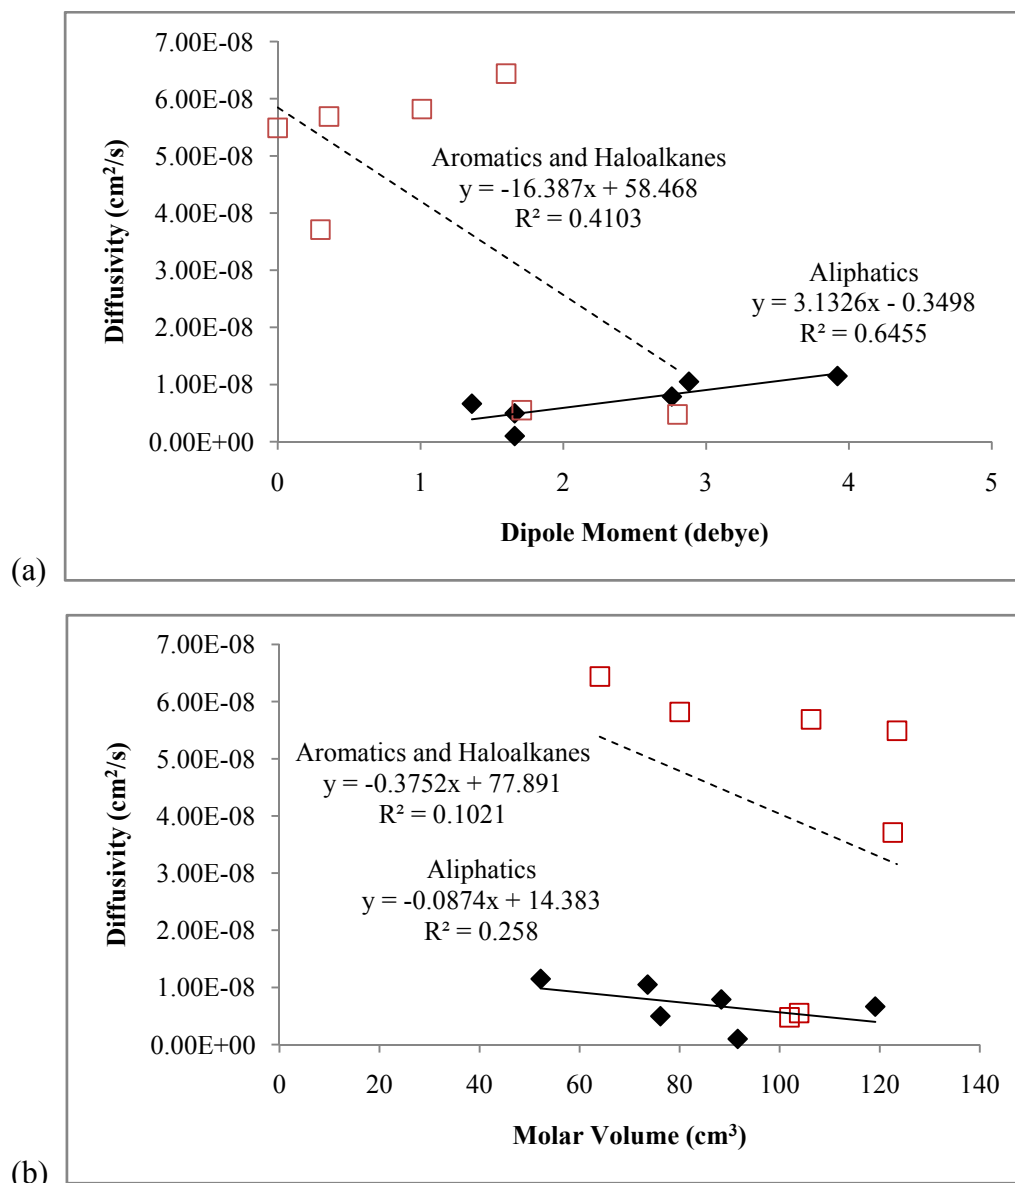 7.00E-08
6.00E-08
5.00E-08
4.00E-08
3.00E-08
2.00E-08
1.00E-08
0.00E+00
Diffusivity (cm²/s)
Aromatics and Haloalkanes
y = -16.387x + 58.468
R² = 0.4103
Aliphatics
y = 3.1326x - 0.3498
R² = 0.6455
0 1 2 3 4 5
Dipole Moment (debye)
(a)
7.00E-08
6.00E-08
5.00E-08
4.00E-08
3.00E-08
2.00E-08
1.00E-08
0.00E+00
Diffusivity (cm²/s)
Aromatics and Haloalkanes
y = -0.3752x + 77.891
R² = 0.1021
Aliphatics
y = -0.0874x + 14.383
R² = 0.258
0 20 40 60 80 100 120 140
Molar Volume (cm³)
(b)